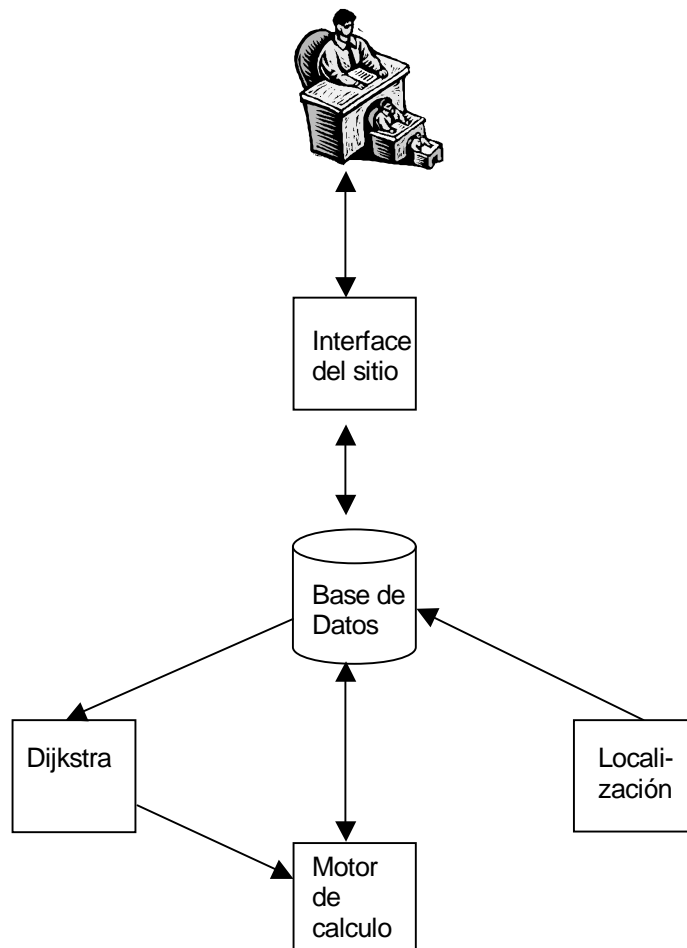 Interface
del sitio
Base de
Datos
Dijkstra
Locali-
zación
Motor
de
calculo